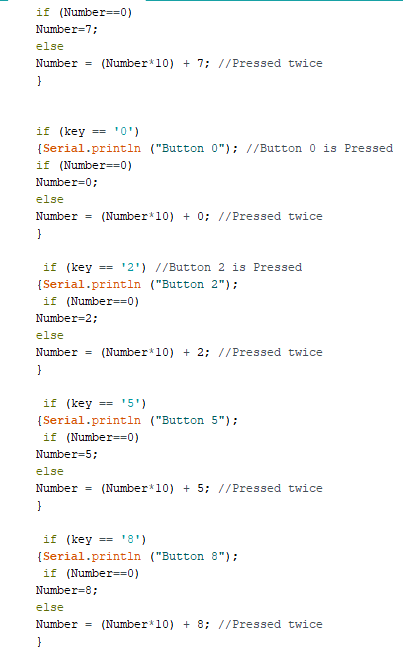 if (Number==0)
Number=7;
else
Number = (Number*10) + 7; //Pressed twice
}
if (key == '0')
{Serial.println ("Button 0"); //Button 0 is Pressed
if (Number==0)
Number=0;
else
Number = (Number*10) + 0; //Pressed twice
}
if (key == '2') //Button 2 is Pressed
{Serial.println ("Button 2");
if (Number==0)
Number=2;
else
Number = (Number*10) + 2; //Pressed twice
}
if (key == '5')
{Serial.println ("Button 5");
if (Number==0)
Number=5;
else
Number = (Number*10) + 5; //Pressed twice
}
if (key == '8')
{Serial.println ("Button 8");
if (Number==0)
Number=8;
else
Number = (Number*10) + 8; //Pressed twice
}